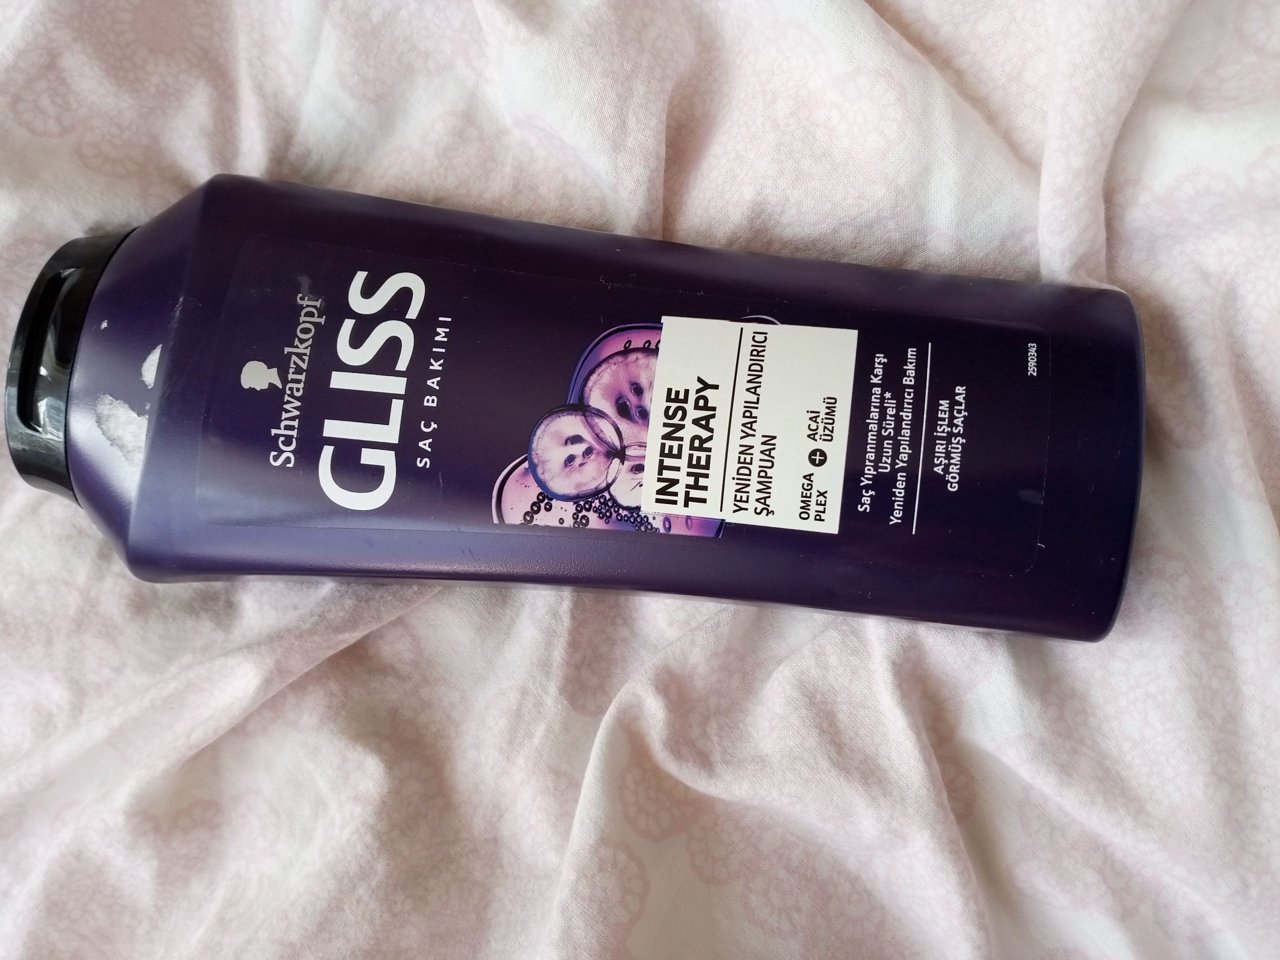 Schwarzkopf
GLISS
SAÇ BAKIMI
INTENSE
THERAPY
YENİDEN YAPILANDIRICI
ŞAMPUAN
OMEGA
PLEX
+
ACAİ
ÜZÜMÜ
Saç Yıpranmalarına Karşı
Uzun Süreli*
Yeniden Yapılandırıcı Bakım
AŞIRI İŞLEM
GÖRMÜŞ SAÇLAR
2590343